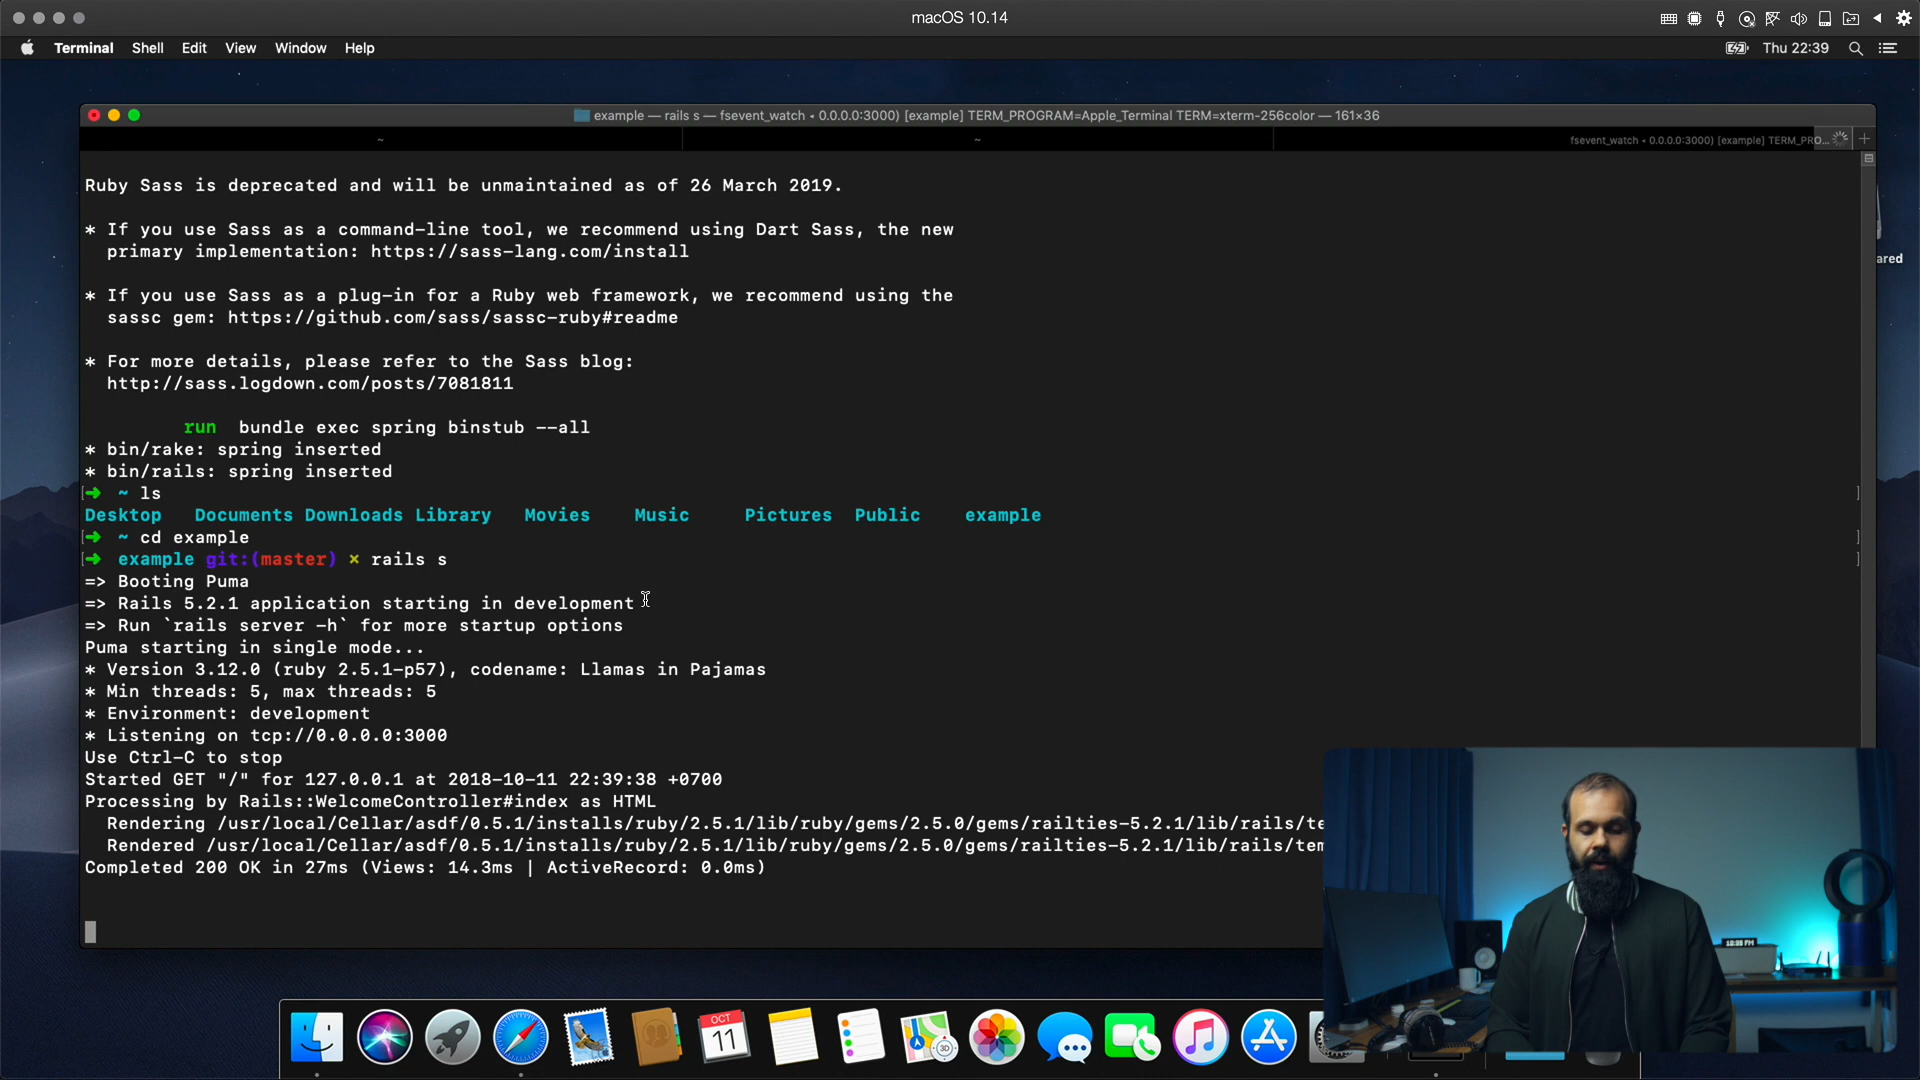 macOS 10.14
Terminal Shell Edit View Window Help
Thu 22:39
example — rails s — fsevent_watch ◂ 0.0.0.0:3000) [example] TERM_PROGRAM=Apple_Terminal TERM=xterm-256color — 161×36
~ ~ fsevent_watch ◂ 0.0.0.0:3000) [example] TERM_PRO...
Ruby Sass is deprecated and will be unmaintained as of 26 March 2019.
* If you use Sass as a command-line tool, we recommend using Dart Sass, the new
primary implementation: https://sass-lang.com/install
* If you use Sass as a plug-in for a Ruby web framework, we recommend using the
sassc gem: https://github.com/sass/sassc-ruby#readme
* For more details, please refer to the Sass blog:
http://sass.logdown.com/posts/7081811
run bundle exec spring binstub --all
* bin/rake: spring inserted
* bin/rails: spring inserted
[➜ ~ ls ]
Desktop Documents Downloads Library Movies Music Pictures Public example
[➜ ~ cd example ]
[➜ example git:(master) × rails s ]
=> Booting Puma
=> Rails 5.2.1 application starting in development
=> Run `rails server -h` for more startup options
Puma starting in single mode...
* Version 3.12.0 (ruby 2.5.1-p57), codename: Llamas in Pajamas
* Min threads: 5, max threads: 5
* Environment: development
* Listening on tcp://0.0.0.0:3000
Use Ctrl-C to stop
Started GET "/" for 127.0.0.1 at 2018-10-11 22:39:38 +0700
Processing by Rails::WelcomeController#index as HTML
Rendering /usr/local/Cellar/asdf/0.5.1/installs/ruby/2.5.1/lib/ruby/gems/2.5.0/gems/railties-5.2.1/lib/rails/te
Rendered /usr/local/Cellar/asdf/0.5.1/installs/ruby/2.5.1/lib/ruby/gems/2.5.0/gems/railties-5.2.1/lib/rails/tem
Completed 200 OK in 27ms (Views: 14.3ms | ActiveRecord: 0.0ms)
ared
OCT
11
3D